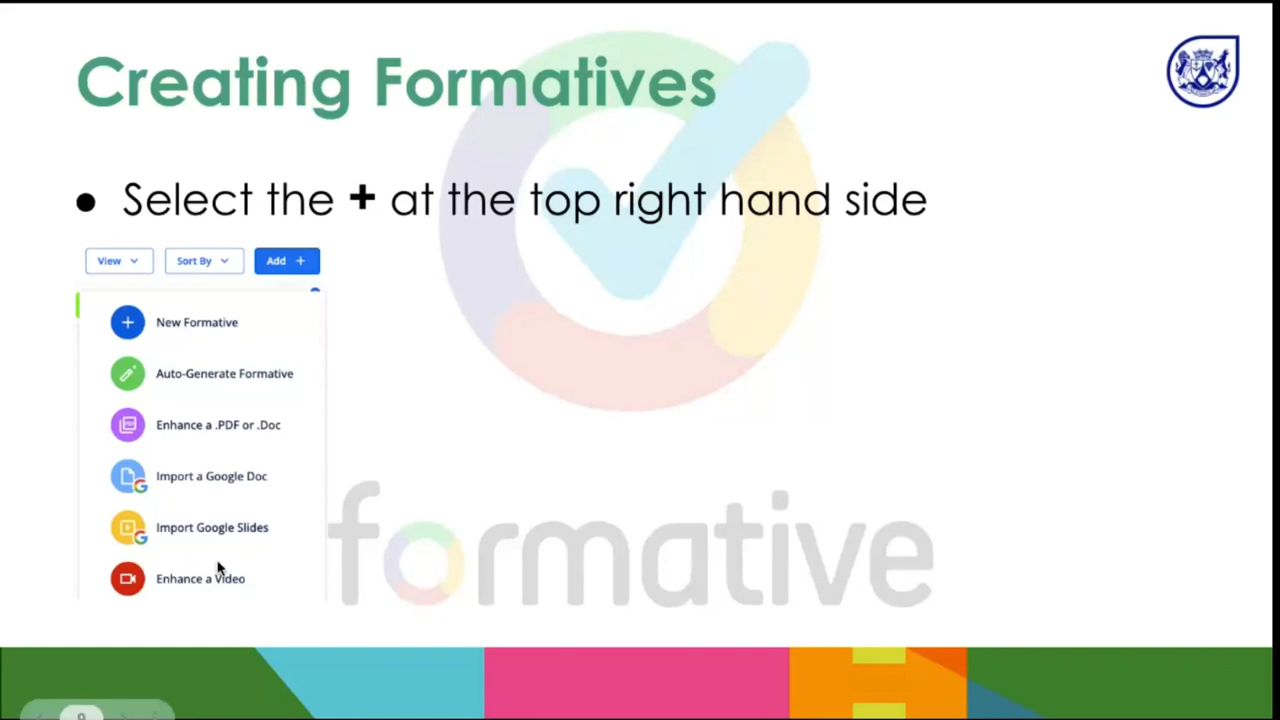 Creating Formatives
● Select the + at the top right hand side
View Sort By Add +
New Formative
Auto-Generate Formative
Enhance a .PDF or .Doc
Import a Google Doc
Import Google Slides
Enhance a Video
formative
9